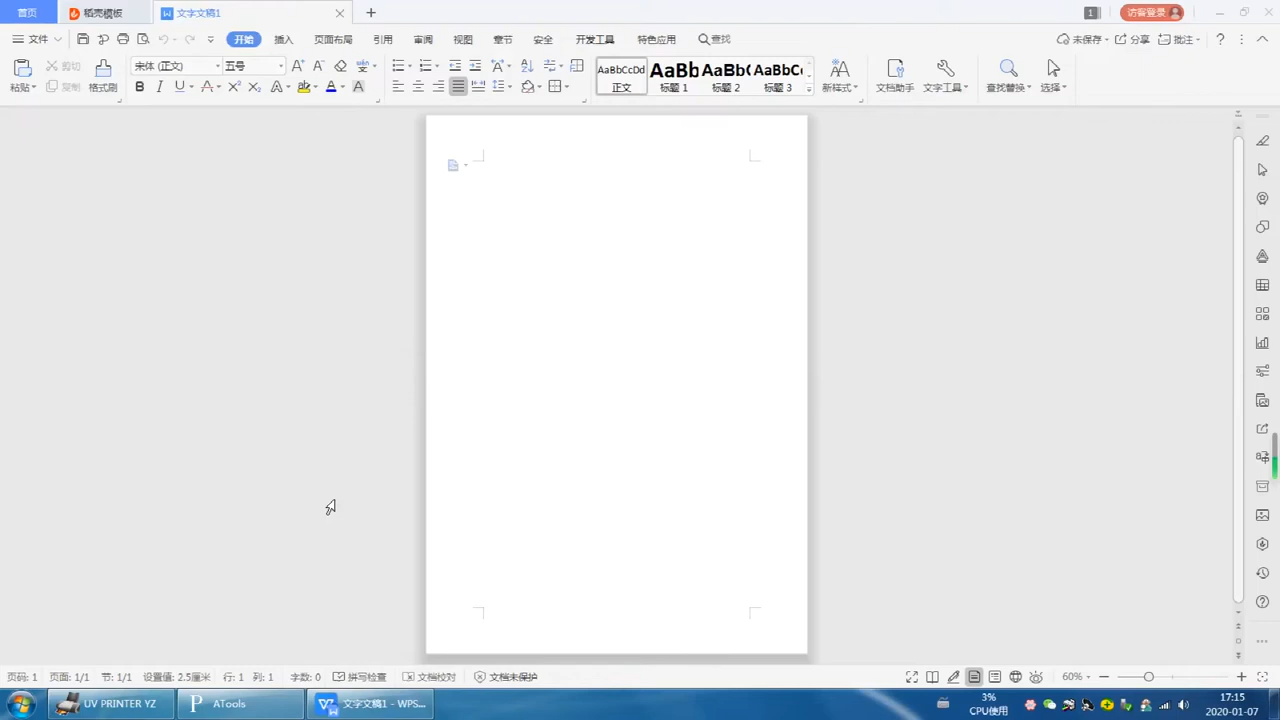 首页 稻壳模板 文字文稿1 1 访客登录
文件 开始 插入 页面布局 引用 审阅 视图 章节 安全 开发工具 特色应用 查找 未保存 分享 批注
剪切 宋体 (正文) 五号 AaBbCcDd AaBb AaBb( AaBbC
粘贴 复制 格式刷 B I U A X² X₂ A ab A A 正文 标题 1 标题 2 标题 3 新样式 文档助手 文字工具 查找替换 选择
页码: 1 页面: 1/1 节: 1/1 设置值: 2.5厘米 行: 1 列: 1 字数: 0 拼写检查 文档校对 文档未保护 60%
UV PRINTER YZ ATools 文字文稿1 - WPS... 3% 17:15
CPU使用 2020-01-07